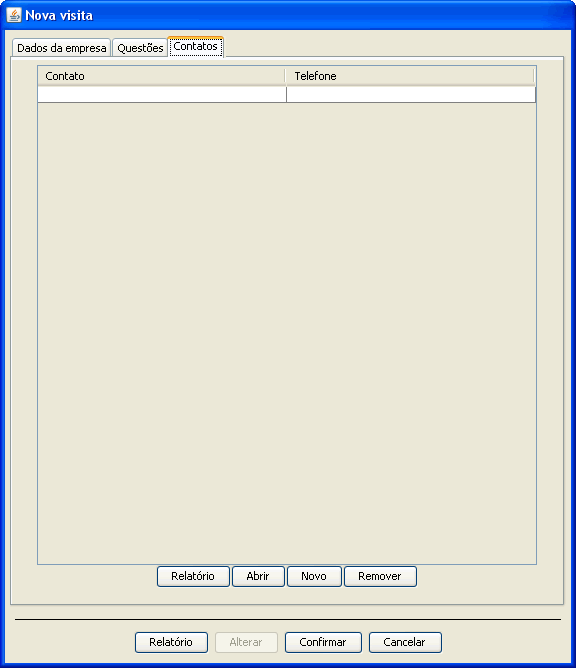 Nova visita
Dados da empresa Questões Contatos
Contato Telefone
Relatório Abrir Novo Remover
Relatório Alterar Confirmar Cancelar